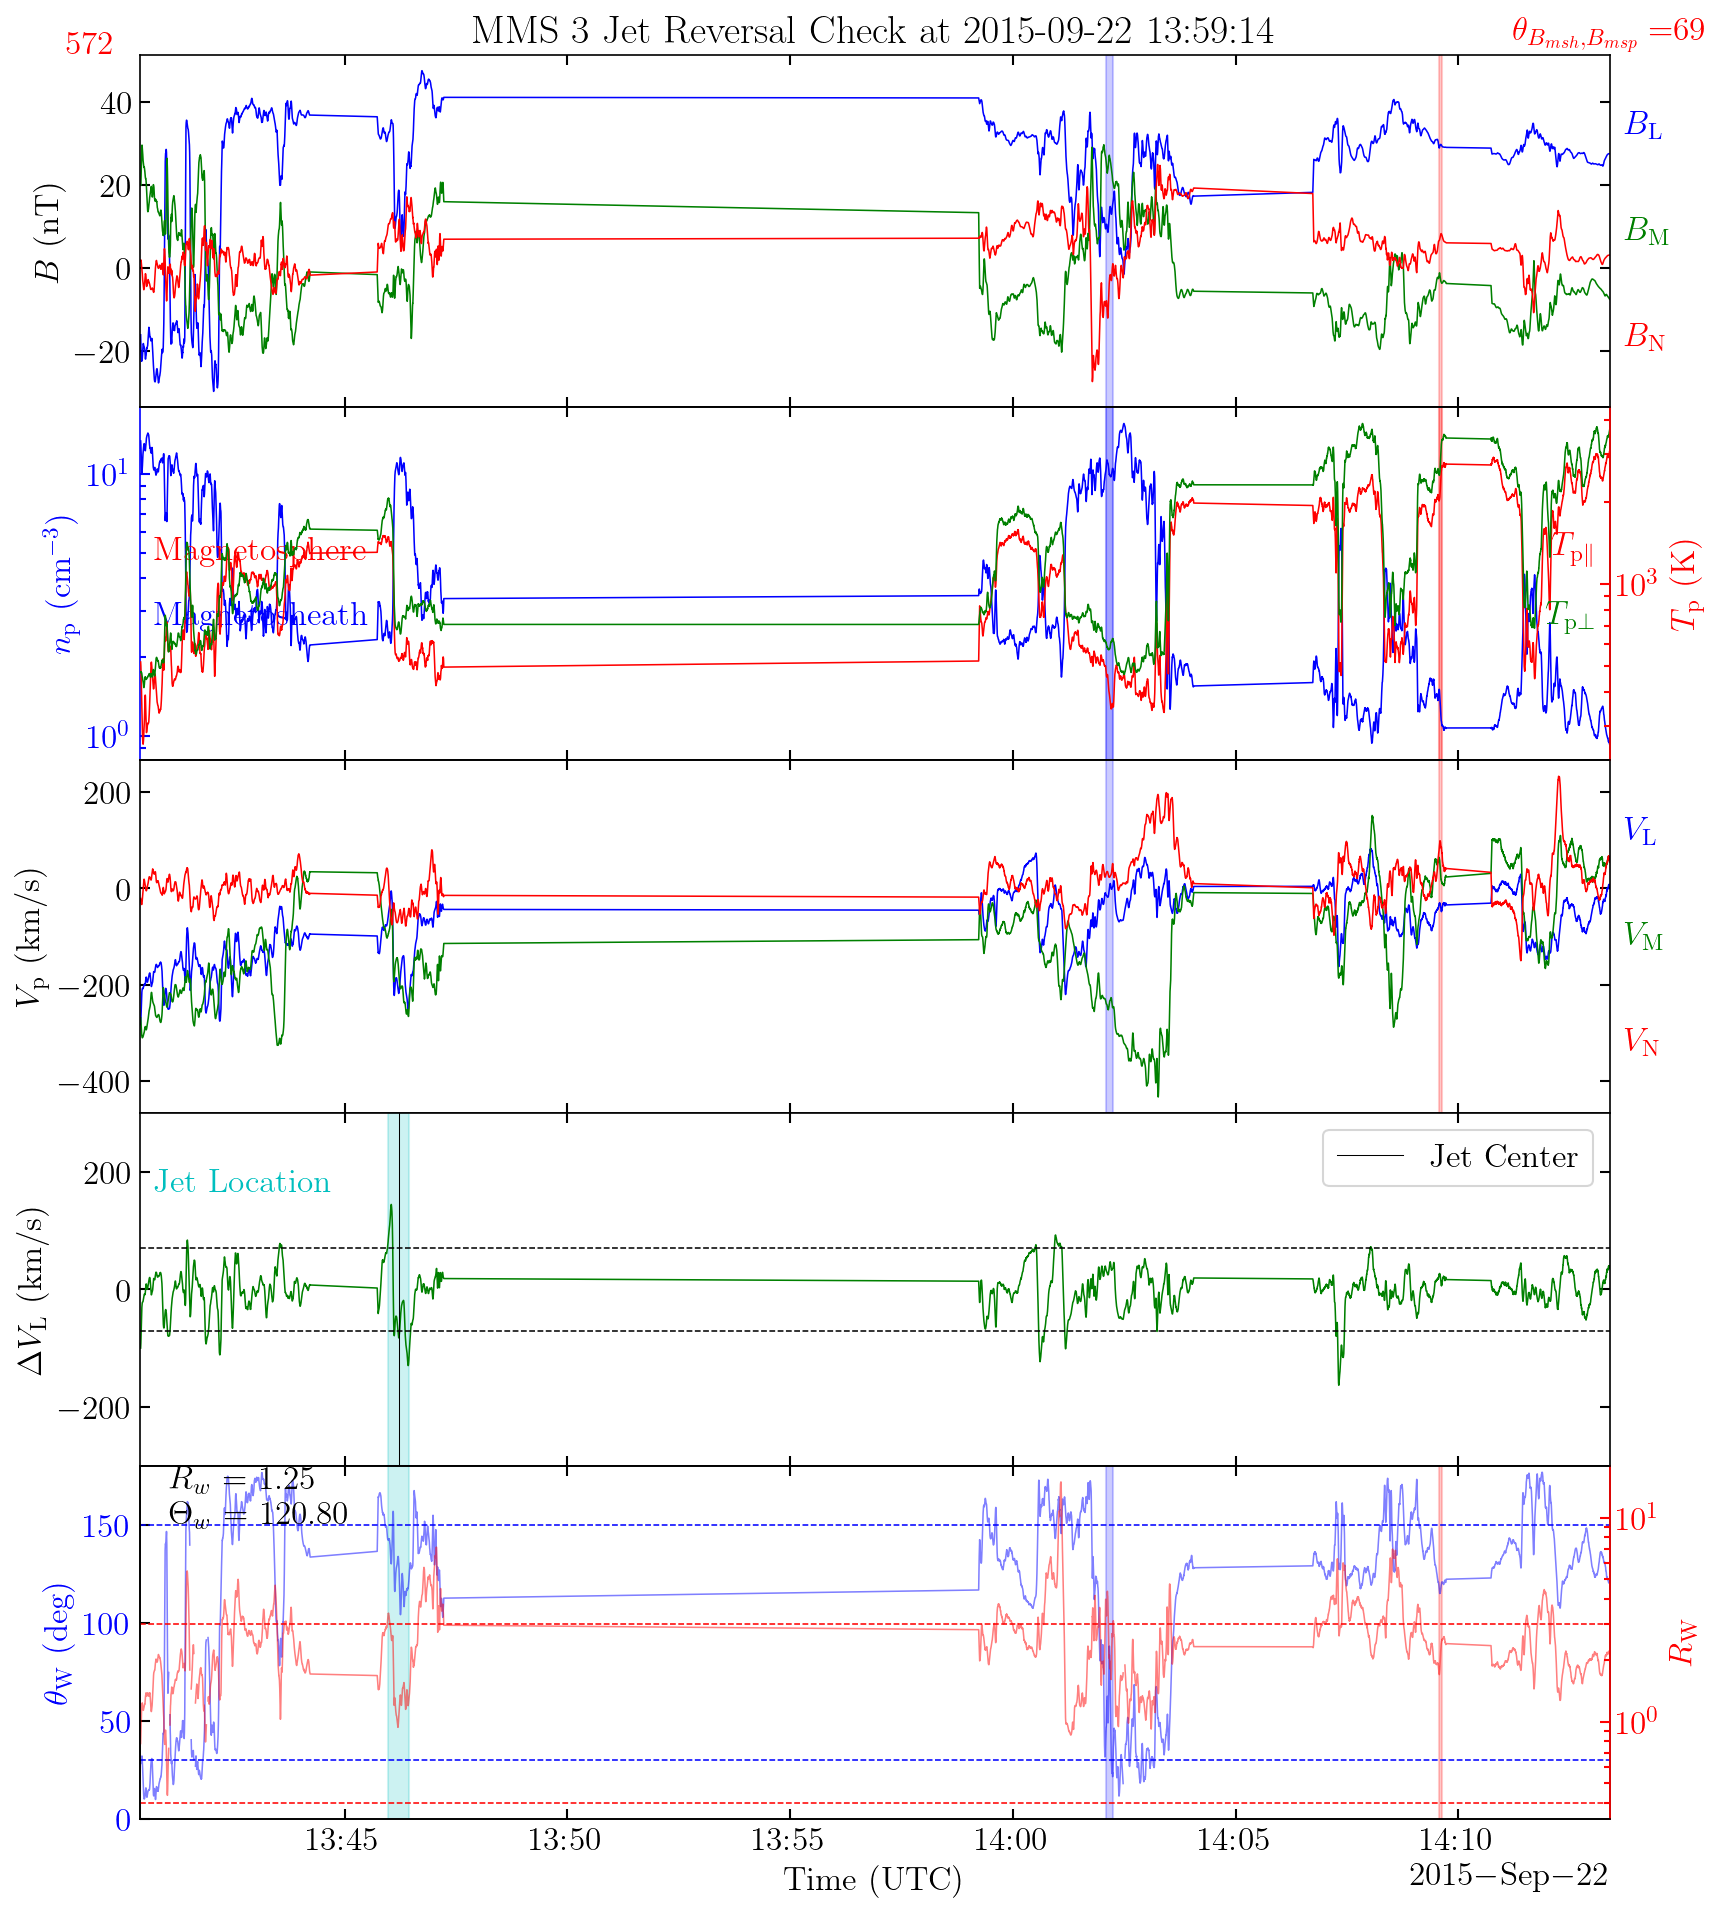 572
MMS 3 Jet Reversal Check at 2015-09-22 13:59:14
θ_{B_{msh},B_{msp}} =69
40
20
0
−20
B (nT)
B_L
B_M
B_N
10^1
10^0
n_p (cm^{−3})
Magnetosphere
Magnetosheath
T_{p∥}
T_{p⊥}
10^3
T_p (K)
200
0
−200
−400
V_p (km/s)
V_L
V_M
V_N
200
0
−200
ΔV_L (km/s)
Jet Location
Jet Center
R_w = 1.25
Θ_w = 120.80
150
100
50
0
θ_W (deg)
10^1
10^0
R_W
13:45
13:50
13:55
14:00
14:05
14:10
Time (UTC)
2015−Sep−22